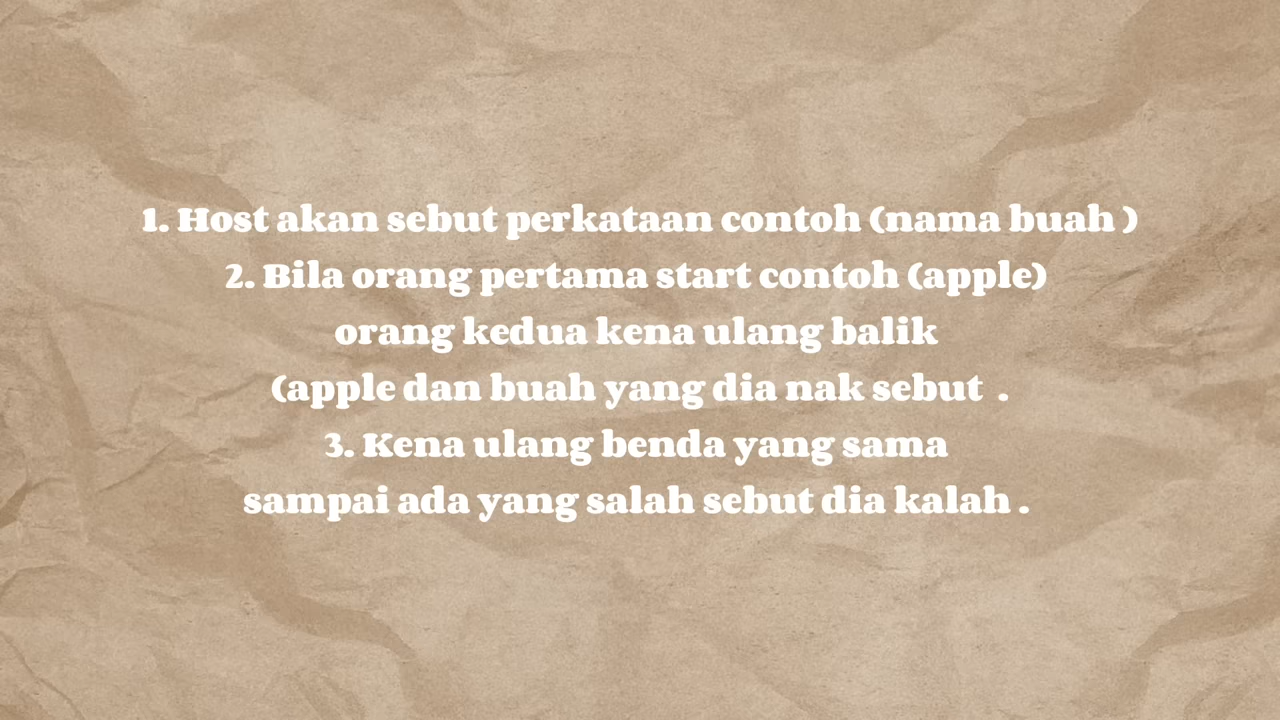 1. Host akan sebut perkataan contoh (nama buah )
2. Bila orang pertama start contoh (apple)
orang kedua kena ulang balik
(apple dan buah yang dia nak sebut  .
3. Kena ulang benda yang sama
sampai ada yang salah sebut dia kalah .